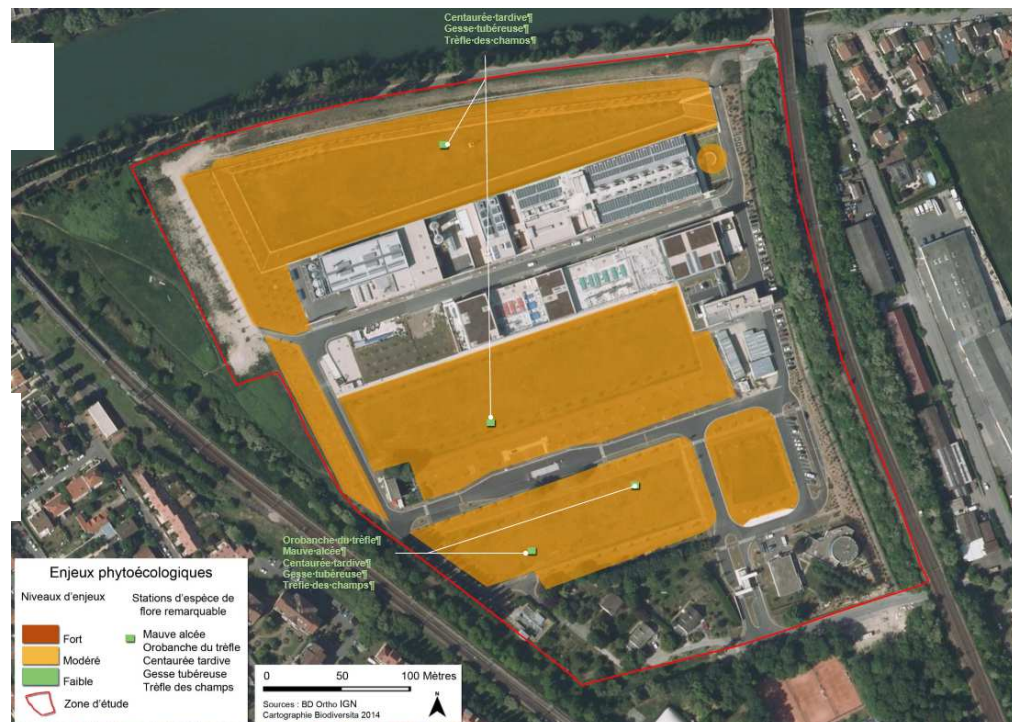 Centaurée·tardive¶
Gesse·tubéreuse¶
Trèfle·des·champs¶
Orobanche·du·trèfle¶
Mauve·alcée¶
Centaurée·tardive¶
Gesse·tubéreuse¶
Trèfle·des·champs¶
Enjeux phytoécologiques
Niveaux d'enjeux
Fort
Modéré
Faible
Zone d'étude
Stations d'espèce de
flore remarquable
Mauve alcée
Orobanche du trèfle
Centaurée tardive
Gesse tubéreuse
Trèfle des champs
0 50 100 Mètres
Sources : BD Ortho IGN
Cartographie Biodiversita 2014
N